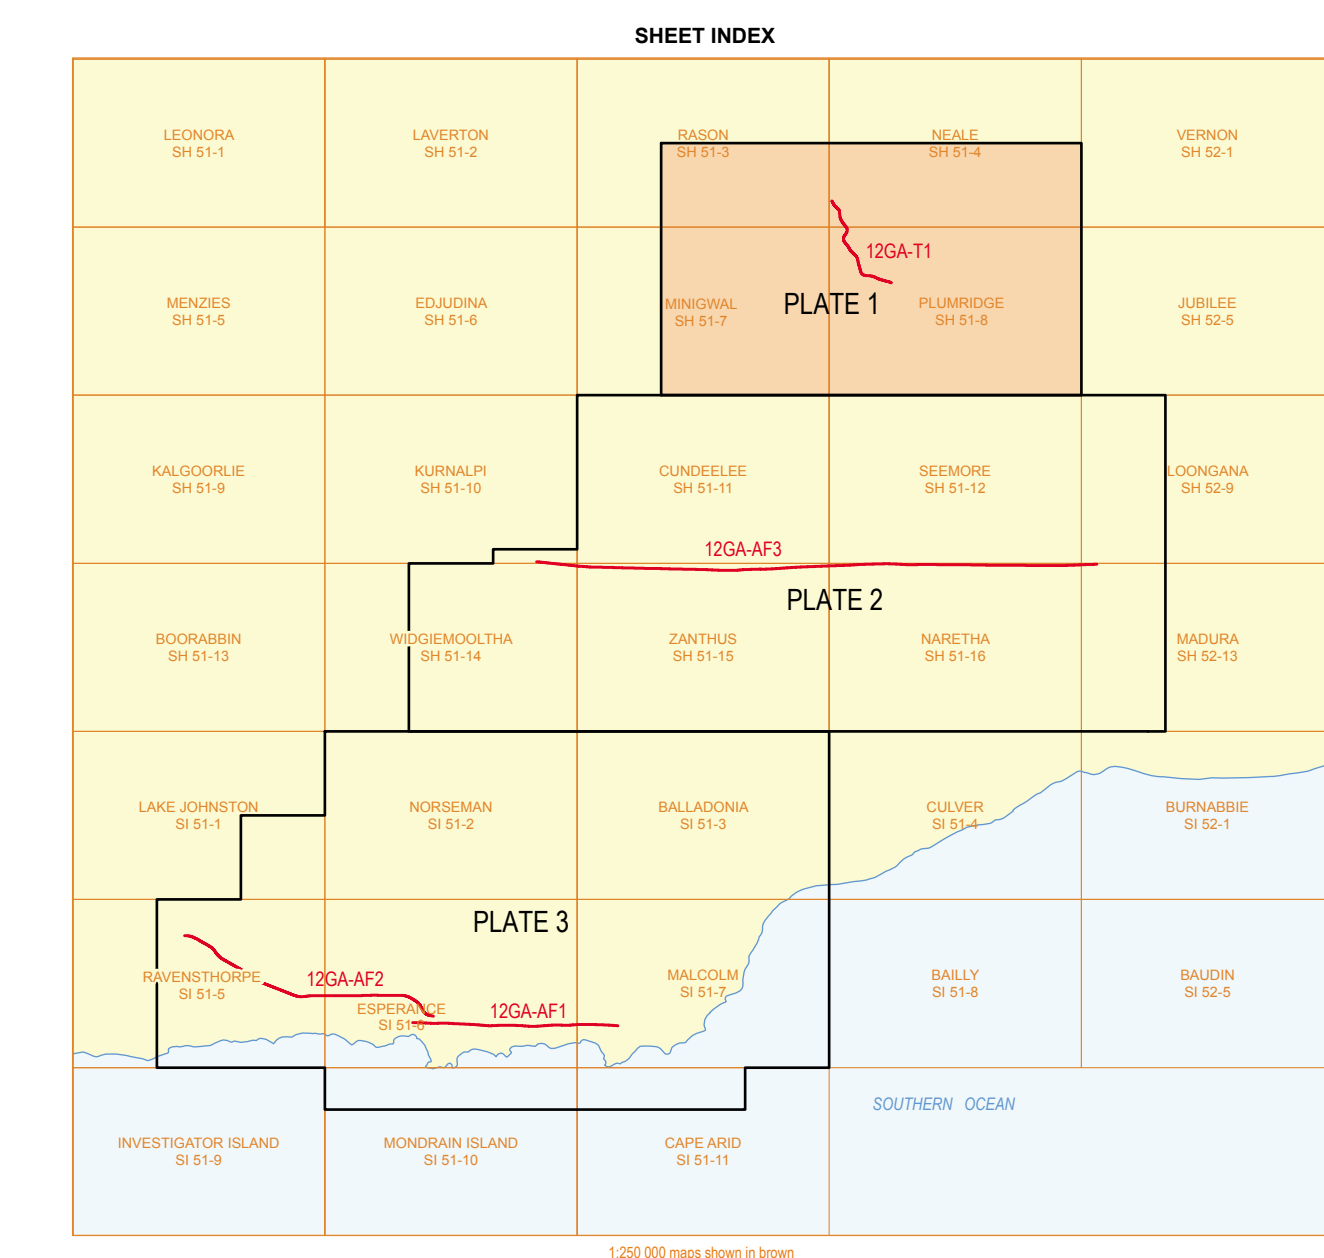 SHEET INDEX
LEONORA
SH 51-1
LAVERTON
SH 51-2
RASON
SH 51-3
NEALE
SH 51-4
VERNON
SH 52-1
12GA-T1
MENZIES
SH 51-5
EDJUDINA
SH 51-6
MINIGWAL
SH 51-7
PLATE 1
PLUMRIDGE
SH 51-8
JUBILEE
SH 52-5
KALGOORLIE
SH 51-9
KURNALPI
SH 51-10
CUNDEELEE
SH 51-11
SEEMORE
SH 51-12
LOONGANA
SH 52-9
12GA-AF3
PLATE 2
BOORABBIN
SH 51-13
WIDGIEMOOLTHA
SH 51-14
ZANTHUS
SH 51-15
NARETHA
SH 51-16
MADURA
SH 52-13
LAKE JOHNSTON
SI 51-1
NORSEMAN
SI 51-2
BALLADONIA
SI 51-3
CULVER
SI 51-4
BURNABBIE
SI 52-1
PLATE 3
RAVENSTHORPE
SI 51-5
12GA-AF2
ESPERANCE
SI 51-6
12GA-AF1
MALCOLM
SI 51-7
BAILLY
SI 51-8
BAUDIN
SI 52-5
SOUTHERN OCEAN
INVESTIGATOR ISLAND
SI 51-9
MONDRAIN ISLAND
SI 51-10
CAPE ARID
SI 51-11
1:250 000 maps shown in brown